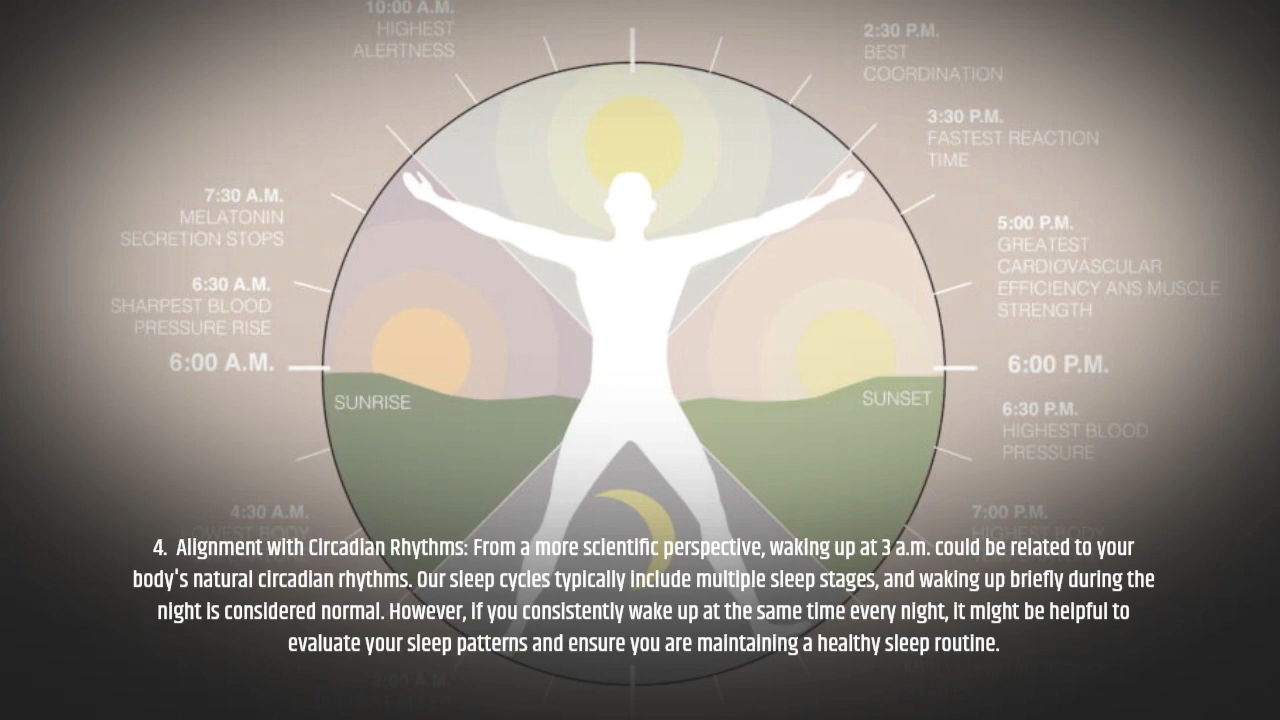 10:00 A.M.
HIGHEST
ALERTNESS
2:30 P.M.
BEST
COORDINATION
3:30 P.M.
FASTEST REACTION
TIME
7:30 A.M.
MELATONIN
SECRETION STOPS
5:00 P.M.
GREATEST
CARDIOVASCULAR
EFFICIENCY ANS MUSCLE
STRENGTH
6:30 A.M.
SHARPEST BLOOD
PRESSURE RISE
6:00 A.M.
6:00 P.M.
SUNRISE
SUNSET
6:30 P.M.
HIGHEST BLOOD
PRESSURE
4:30 A.M.
LOWEST BODY
7:00 P.M.
HIGHEST BODY
4. Alignment with Circadian Rhythms: From a more scientific perspective, waking up at 3 a.m. could be related to your
body's natural circadian rhythms. Our sleep cycles typically include multiple sleep stages, and waking up briefly during the
night is considered normal. However, if you consistently wake up at the same time every night, it might be helpful to
evaluate your sleep patterns and ensure you are maintaining a healthy sleep routine.
2:00 A.M.